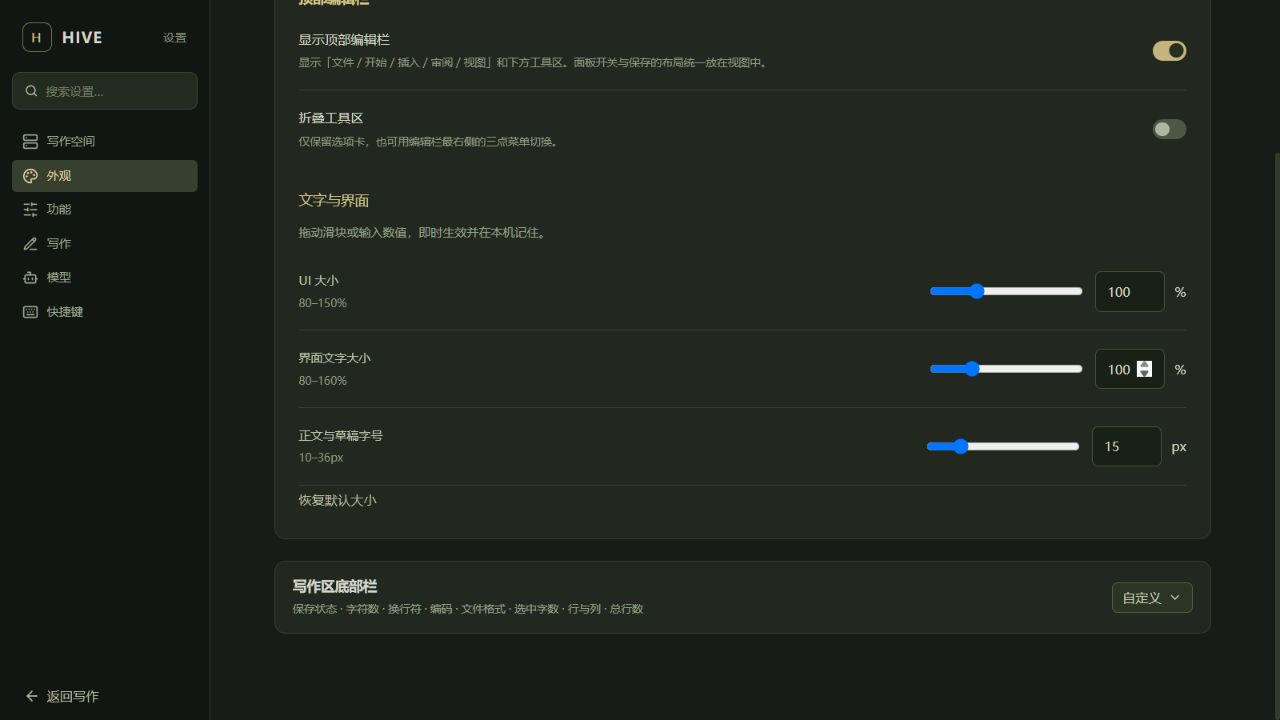 H HIVE 设置
搜索设置...
写作空间
外观
功能
写作
模型
快捷键
返回写作
顶部编辑栏
显示顶部编辑栏
显示「文件 / 开始 / 插入 / 审阅 / 视图」和下方工具区。面板开关与保存的布局统一放在视图中。
折叠工具区
仅保留选项卡，也可用编辑栏最右侧的三点菜单切换。
文字与界面
拖动滑块或输入数值，即时生效并在本机记住。
UI 大小
80–150%
100 %
界面文字大小
80–160%
100 %
正文与草稿字号
10–36px
15 px
恢复默认大小
写作区底部栏
保存状态 · 字符数 · 换行符 · 编码 · 文件格式 · 选中字数 · 行与列 · 总行数
自定义